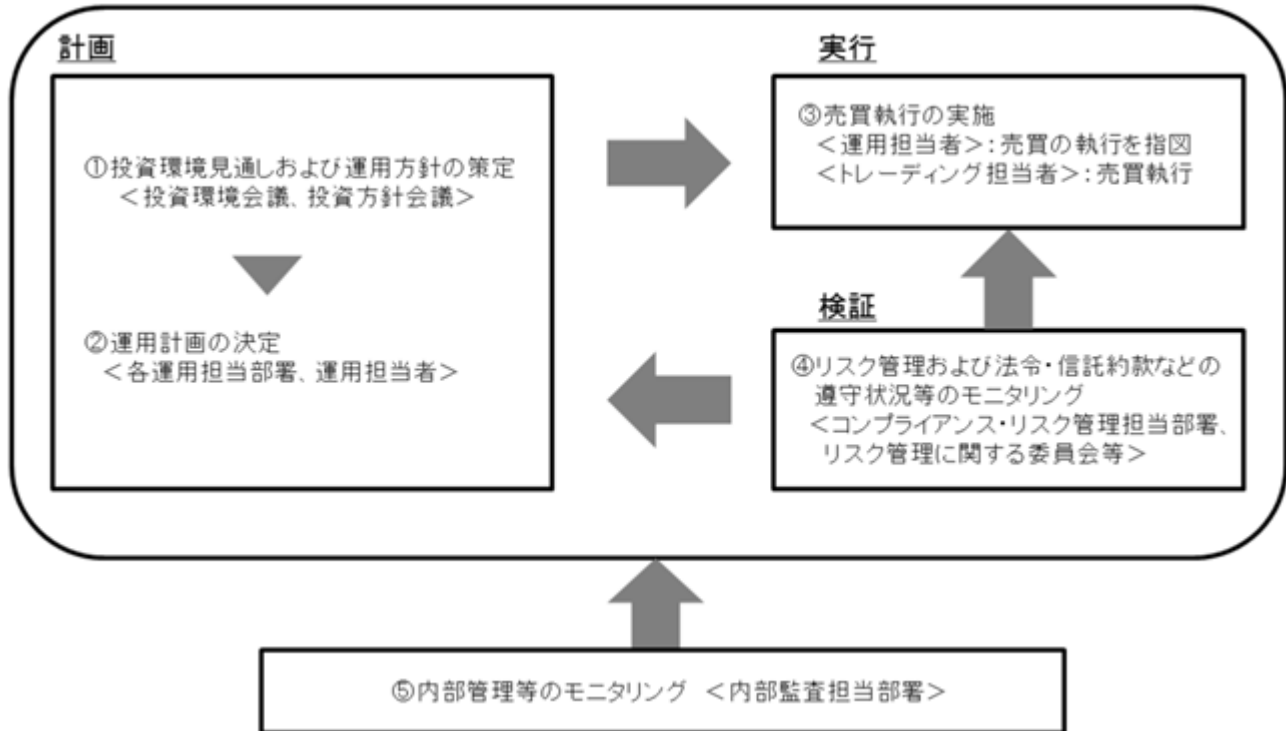 計画
①投資環境見通しおよび運用方針の策定
＜投資環境会議、投資方針会議＞
②運用計画の決定
＜各運用担当部署、運用担当者＞
実行
③売買執行の実施
＜運用担当者＞：売買の執行を指図
＜トレーディング担当者＞：売買執行
検証
④リスク管理および法令・信託約款などの
遵守状況等のモニタリング
＜コンプライアンス・リスク管理担当部署、
リスク管理に関する委員会等＞
⑤内部管理等のモニタリング ＜内部監査担当部署＞